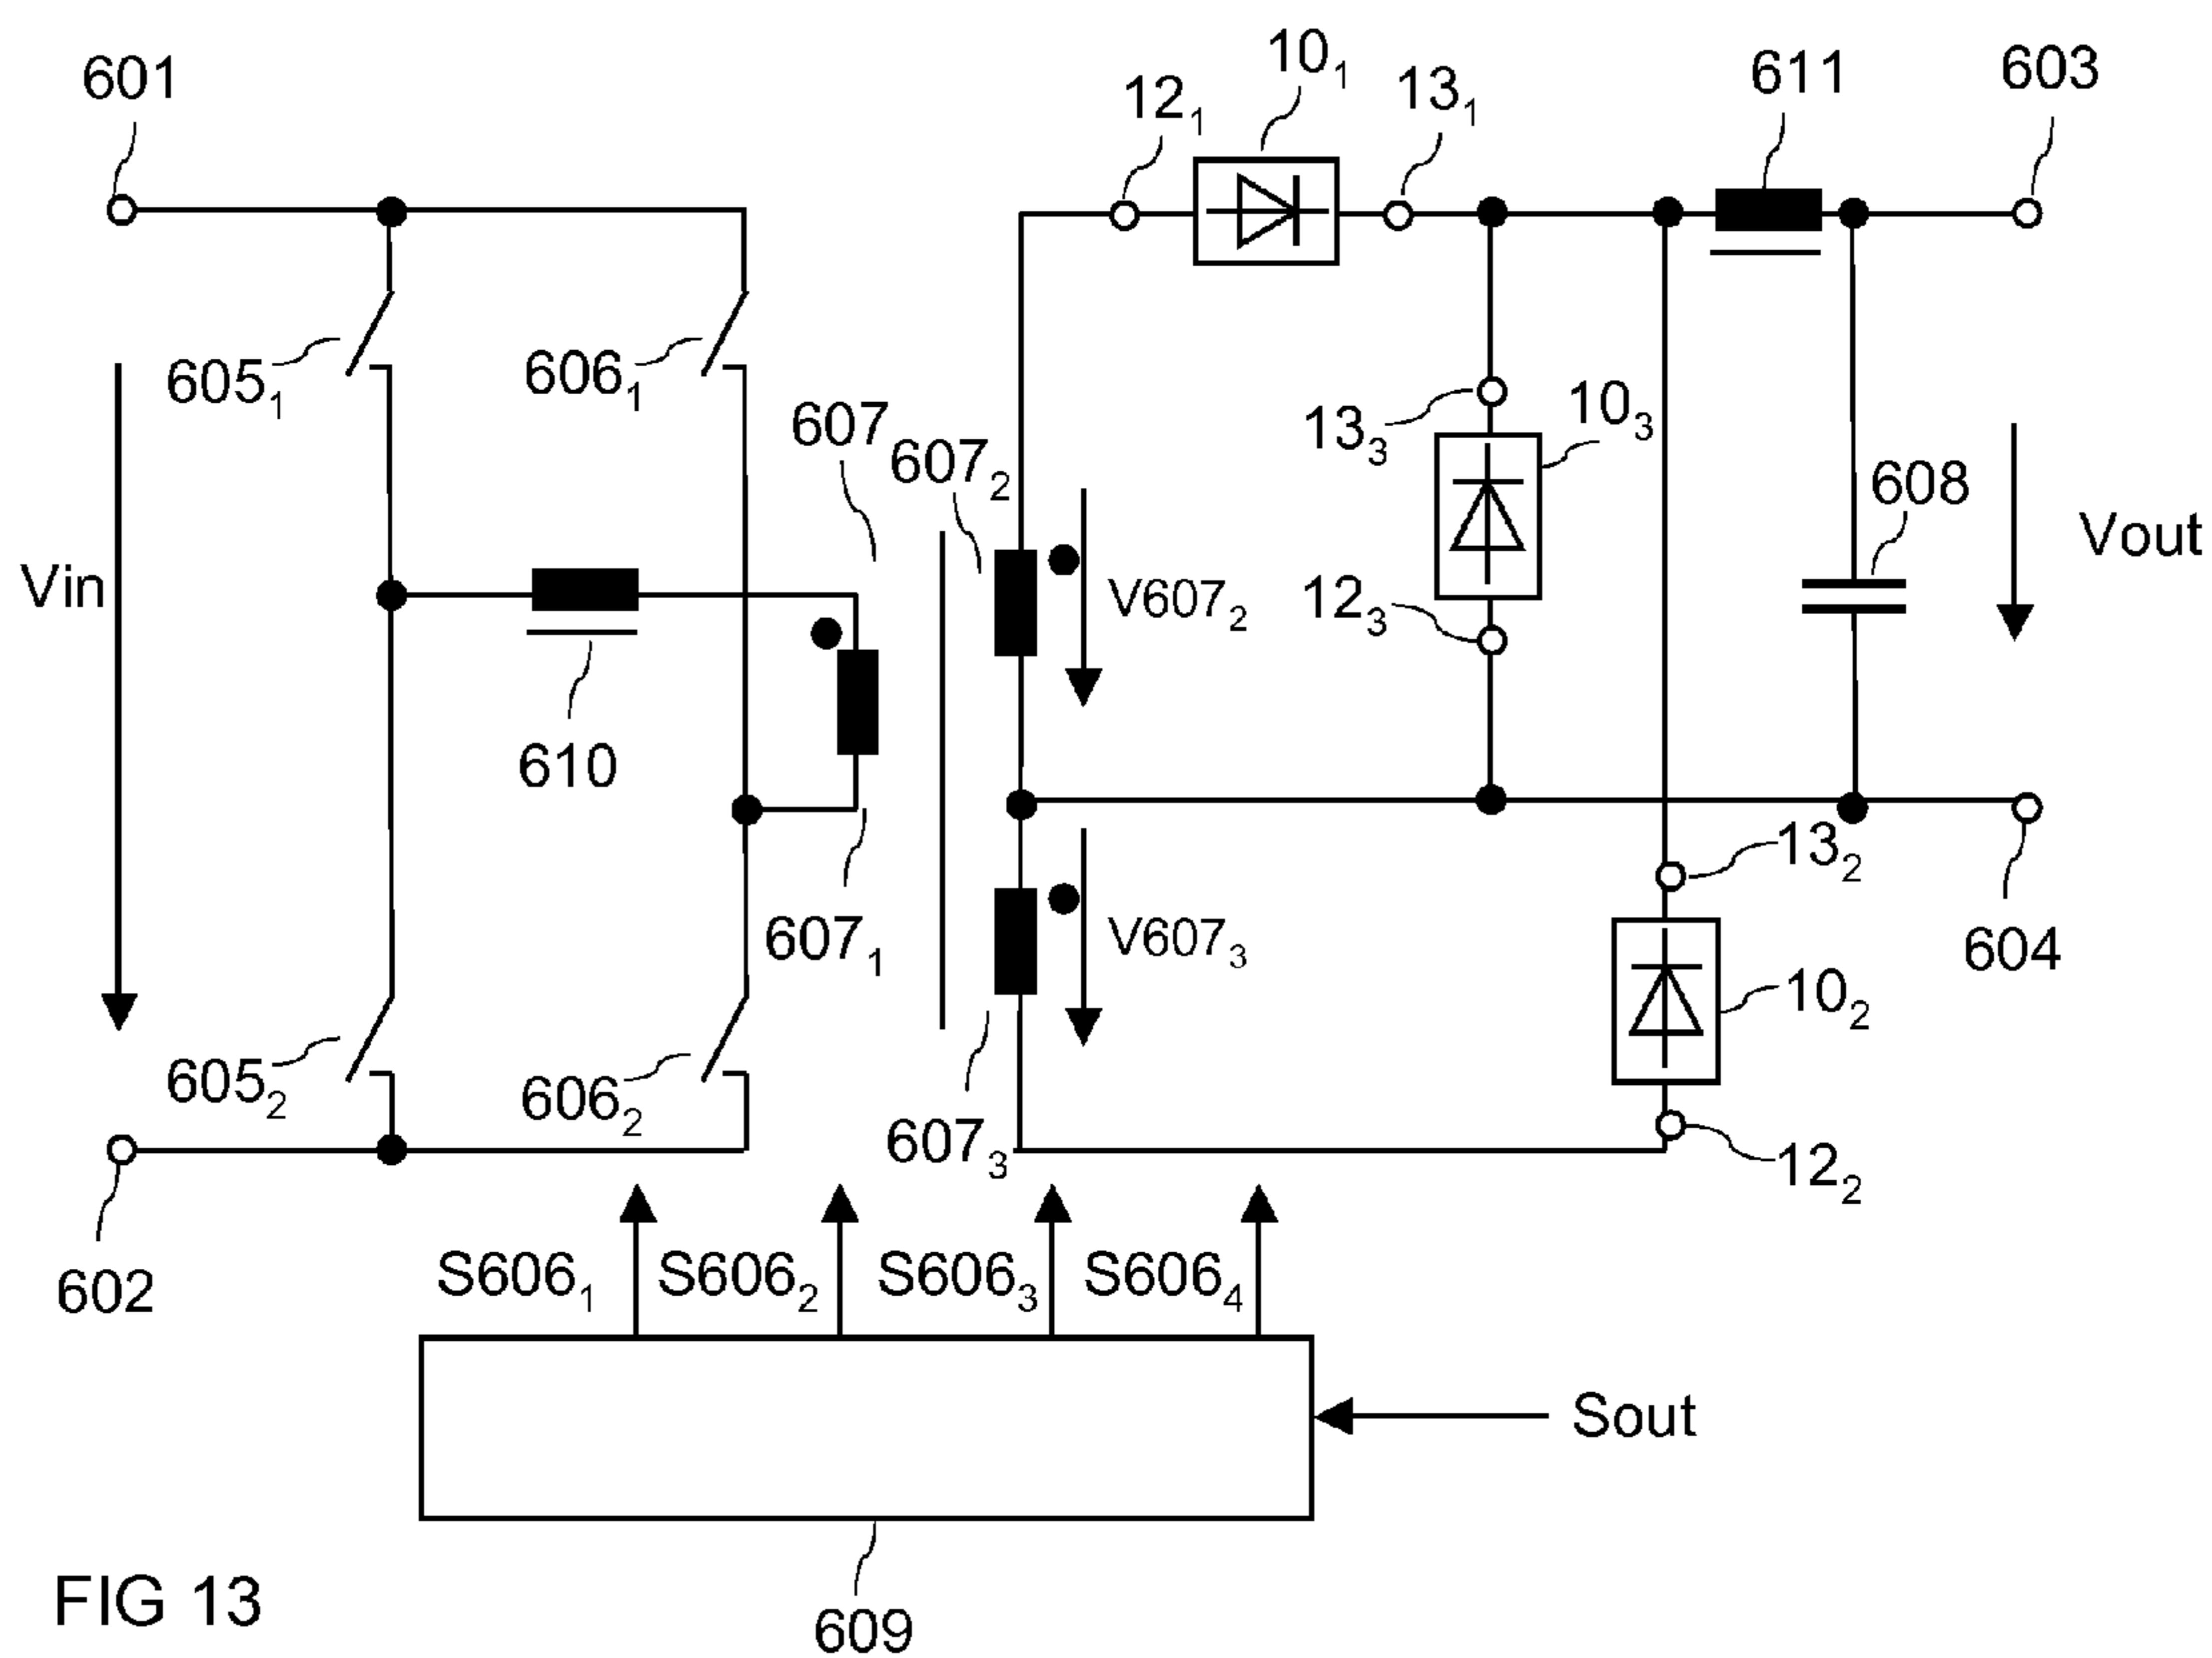 601
12₁
10₁
13₁
611
603
605₁
606₁
607
607₂
13₃
10₃
608
Vin
V607₂
12₃
Vout
610
607₁
V607₃
13₂
604
605₂
606₂
607₃
10₂
12₂
602
S606₁
S606₂
S606₃
S606₄
Sout
FIG 13
609